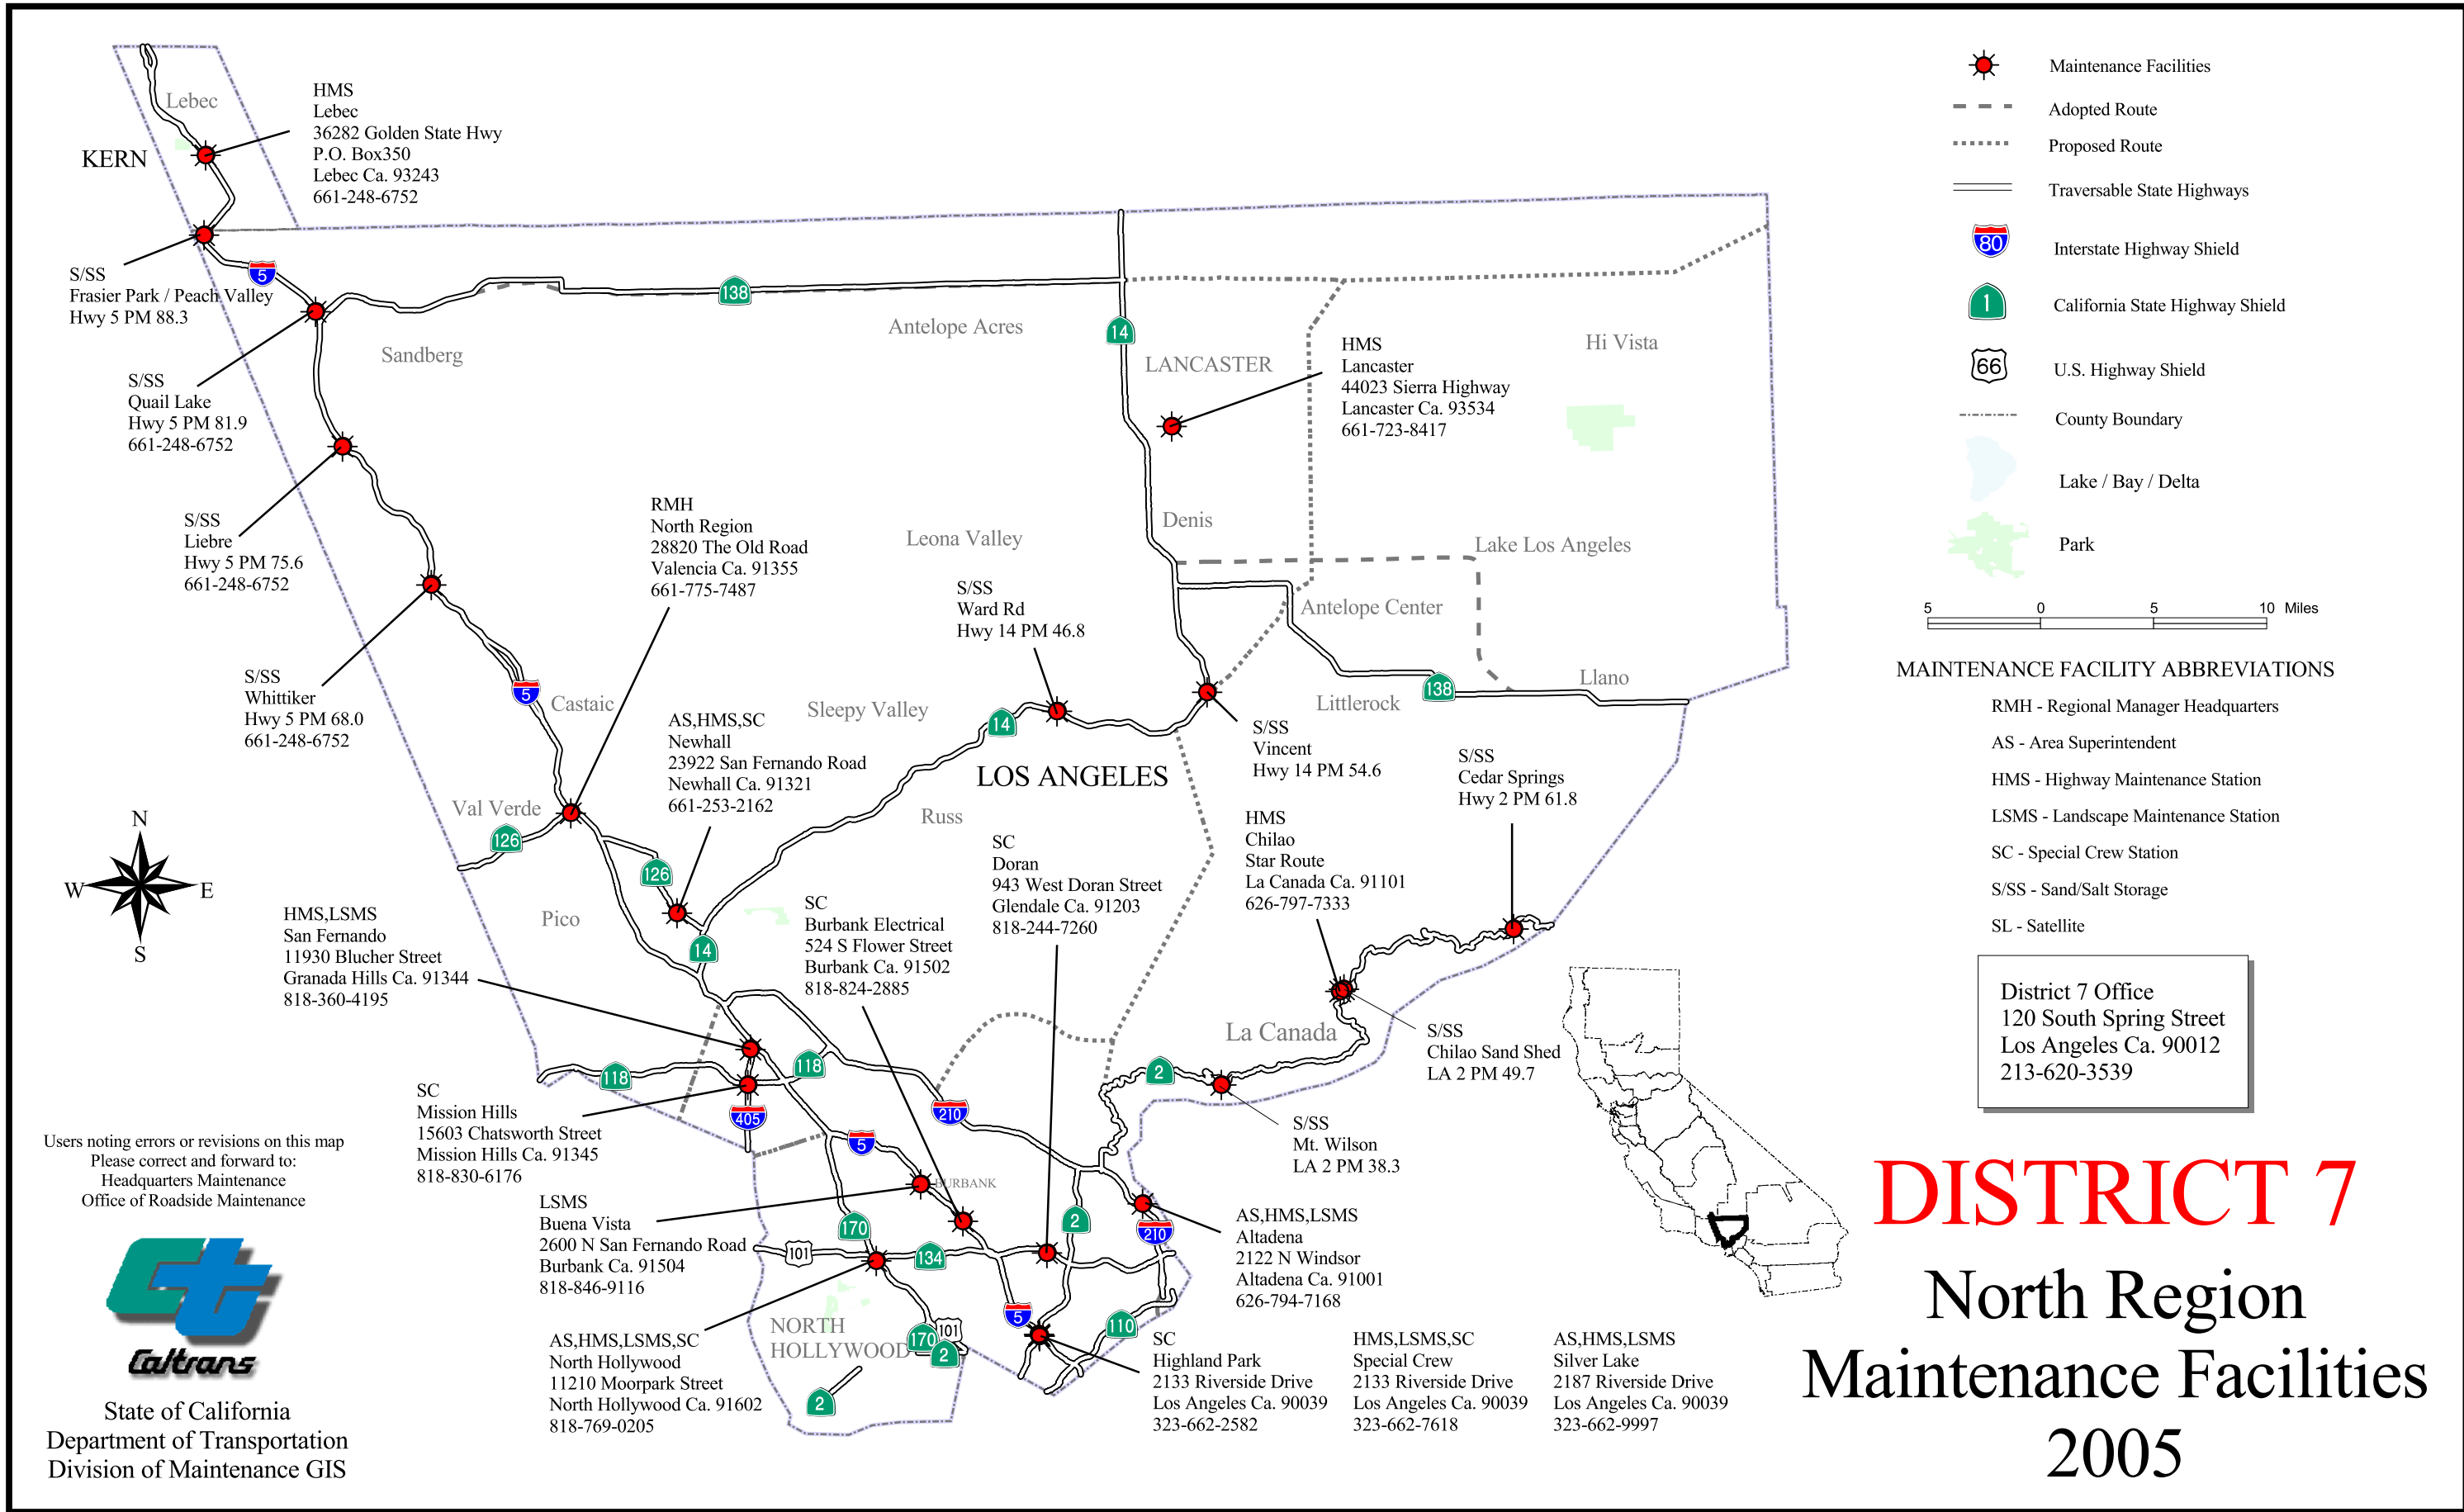 Lebec
KERN
HMS
Lebec
36282 Golden State Hwy
P.O. Box350
Lebec Ca. 93243
661-248-6752
S/SS
Frasier Park / Peach Valley
Hwy 5 PM 88.3
5
138
14
Antelope Acres
Sandberg
LANCASTER
Hi Vista
S/SS
Quail Lake
Hwy 5 PM 81.9
661-248-6752
HMS
Lancaster
44023 Sierra Highway
Lancaster Ca. 93534
661-723-8417
S/SS
Liebre
Hwy 5 PM 75.6
661-248-6752
RMH
North Region
28820 The Old Road
Valencia Ca. 91355
661-775-7487
Leona Valley
Denis
Lake Los Angeles
Antelope Center
S/SS
Ward Rd
Hwy 14 PM 46.8
S/SS
Whittiker
Hwy 5 PM 68.0
661-248-6752
5
Castaic
Sleepy Valley
14
Littlerock
138
Llano
AS,HMS,SC
Newhall
23922 San Fernando Road
Newhall Ca. 91321
661-253-2162
LOS ANGELES
S/SS
Vincent
Hwy 14 PM 54.6
S/SS
Cedar Springs
Hwy 2 PM 61.8
Val Verde
126
126
Russ
SC
Doran
943 West Doran Street
Glendale Ca. 91203
818-244-7260
HMS
Chilao
Star Route
La Canada Ca. 91101
626-797-7333
N
W
E
S
Pico
14
HMS,LSMS
San Fernando
11930 Blucher Street
Granada Hills Ca. 91344
818-360-4195
SC
Burbank Electrical
524 S Flower Street
Burbank Ca. 91502
818-824-2885
La Canada
S/SS
Chilao Sand Shed
LA 2 PM 49.7
118
118
2
405
210
5
SC
Mission Hills
15603 Chatsworth Street
Mission Hills Ca. 91345
818-830-6176
S/SS
Mt. Wilson
LA 2 PM 38.3
BURBANK
LSMS
Buena Vista
2600 N San Fernando Road
Burbank Ca. 91504
818-846-9116
170
101
134
2
210
AS,HMS,LSMS
Altadena
2122 N Windsor
Altadena Ca. 91001
626-794-7168
5
110
NORTH
HOLLYWOOD
170
101
2
2
AS,HMS,LSMS,SC
North Hollywood
11210 Moorpark Street
North Hollywood Ca. 91602
818-769-0205
SC
Highland Park
2133 Riverside Drive
Los Angeles Ca. 90039
323-662-2582
HMS,LSMS,SC
Special Crew
2133 Riverside Drive
Los Angeles Ca. 90039
323-662-7618
AS,HMS,LSMS
Silver Lake
2187 Riverside Drive
Los Angeles Ca. 90039
323-662-9997
Users noting errors or revisions on this map
Please correct and forward to:
Headquarters Maintenance
Office of Roadside Maintenance
Ct
Caltrans
State of California
Department of Transportation
Division of Maintenance GIS
Maintenance Facilities
Adopted Route
Proposed Route
Traversable State Highways
80
Interstate Highway Shield
1
California State Highway Shield
66
U.S. Highway Shield
County Boundary
Lake / Bay / Delta
Park
5 0 5 10 Miles
MAINTENANCE FACILITY ABBREVIATIONS
RMH - Regional Manager Headquarters
AS - Area Superintendent
HMS - Highway Maintenance Station
LSMS - Landscape Maintenance Station
SC - Special Crew Station
S/SS - Sand/Salt Storage
SL - Satellite
District 7 Office
120 South Spring Street
Los Angeles Ca. 90012
213-620-3539
DISTRICT 7
North Region
Maintenance Facilities
2005